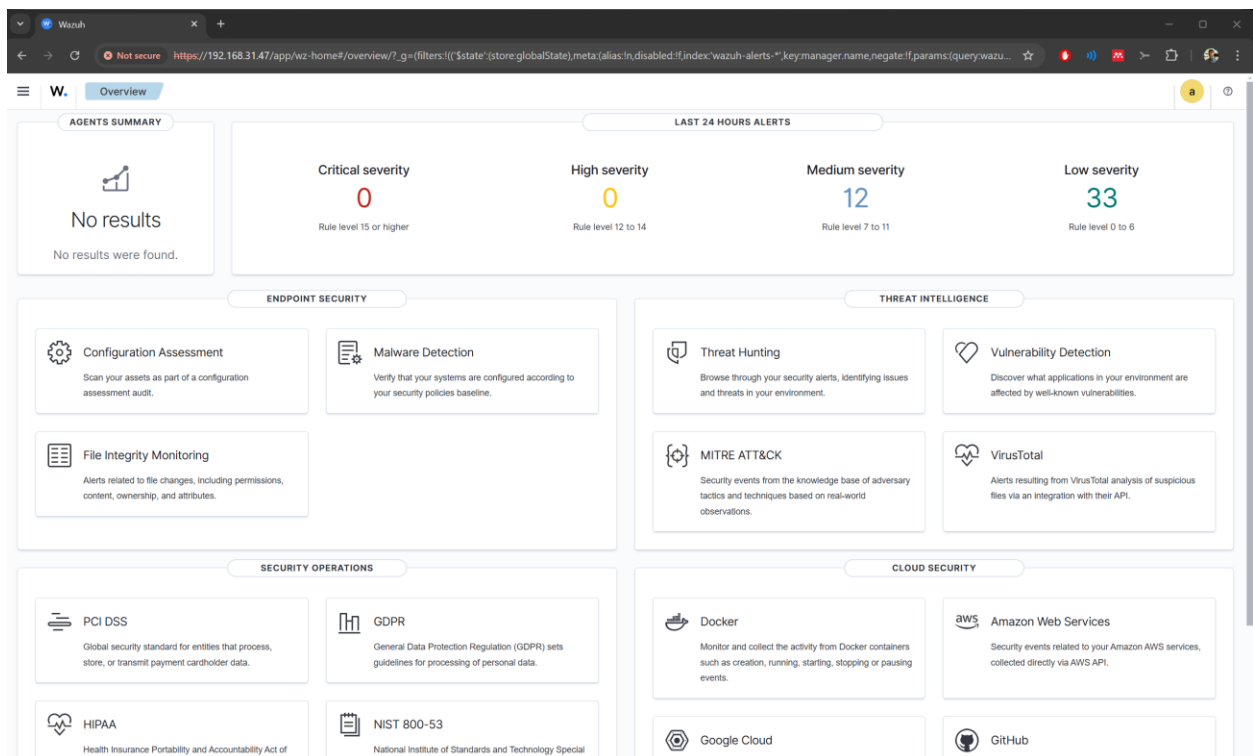 Wazuh
Not secure https://192.168.31.47/app/wz-home#/overview/?_g=(filters:!(('$state':(store:globalState),meta:(alias:!n,disabled:!f,index:'wazuh-alerts-*',key:manager.name,negate:!f,params:(query:wazu...
W. Overview
a
AGENTS SUMMARY
No results
No results were found.
LAST 24 HOURS ALERTS
Critical severity
0
Rule level 15 or higher
High severity
0
Rule level 12 to 14
Medium severity
12
Rule level 7 to 11
Low severity
33
Rule level 0 to 6
ENDPOINT SECURITY
Configuration Assessment
Scan your assets as part of a configuration
assessment audit.
Malware Detection
Verify that your systems are configured according to
your security policies baseline.
File Integrity Monitoring
Alerts related to file changes, including permissions,
content, ownership, and attributes.
THREAT INTELLIGENCE
Threat Hunting
Browse through your security alerts, identifying issues
and threats in your environment.
Vulnerability Detection
Discover what applications in your environment are
affected by well-known vulnerabilities.
MITRE ATT&CK
Security events from the knowledge base of adversary
tactics and techniques based on real-world
observations.
VirusTotal
Alerts resulting from VirusTotal analysis of suspicious
files via an integration with their API.
SECURITY OPERATIONS
PCI DSS
Global security standard for entities that process,
store, or transmit payment cardholder data.
GDPR
General Data Protection Regulation (GDPR) sets
guidelines for processing of personal data.
HIPAA
Health Insurance Portability and Accountability Act of
NIST 800-53
National Institute of Standards and Technology Special
CLOUD SECURITY
Docker
Monitor and collect the activity from Docker containers
such as creation, running, starting, stopping or pausing
events.
aws
Amazon Web Services
Security events related to your Amazon AWS services,
collected directly via AWS API.
Google Cloud
GitHub